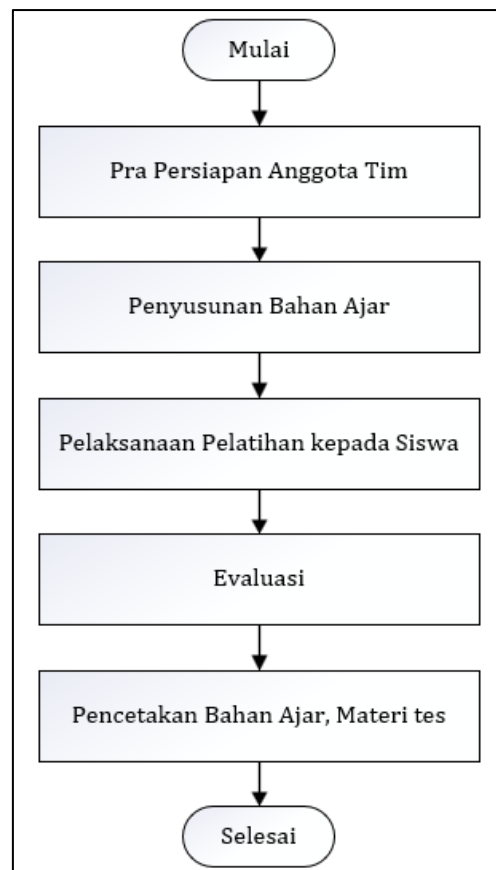 Mulai
Pra Persiapan Anggota Tim
Penyusunan Bahan Ajar
Pelaksanaan Pelatihan kepada Siswa
Evaluasi
Pencetakan Bahan Ajar, Materi tes
Selesai